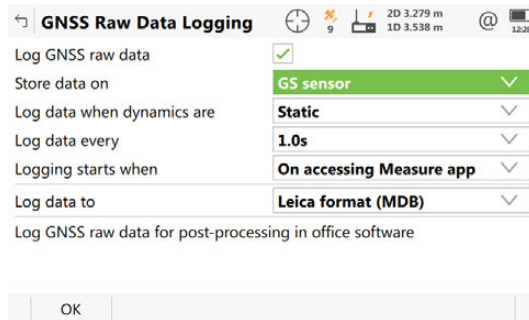 GNSS Raw Data Logging 9 2D 3.279 m @
1D 3.538 m
Log GNSS raw data
Store data on GS sensor
Log data when dynamics are Static
Log data every 1.0s
Logging starts when On accessing Measure app
Log data to Leica format (MDB)
Log GNSS raw data for post-processing in office software
OK